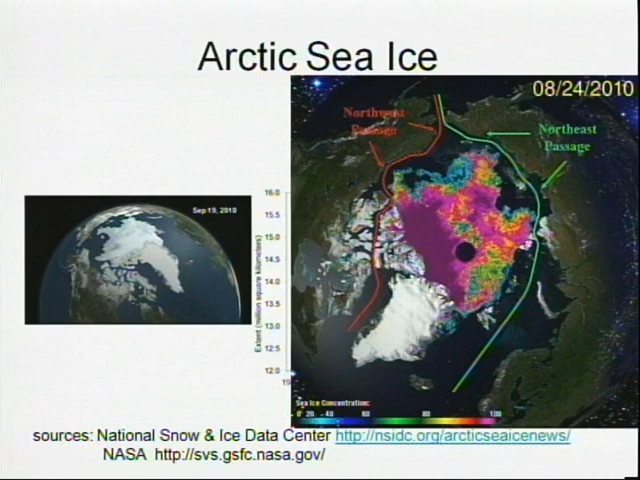 Arctic Sea Ice
08/24/2010
Northwest
Passage
Northeast
Passage
Sep 19, 2010
Extent (million square kilometers)
16.0
15.5
15.0
14.5
14.0
13.5
13.0
12.5
12.0
19
Sea Ice Concentration:
0 20 40 60 80 100
sources: National Snow & Ice Data Center http://nsidc.org/arcticseaicenews/
NASA http://svs.gsfc.nasa.gov/